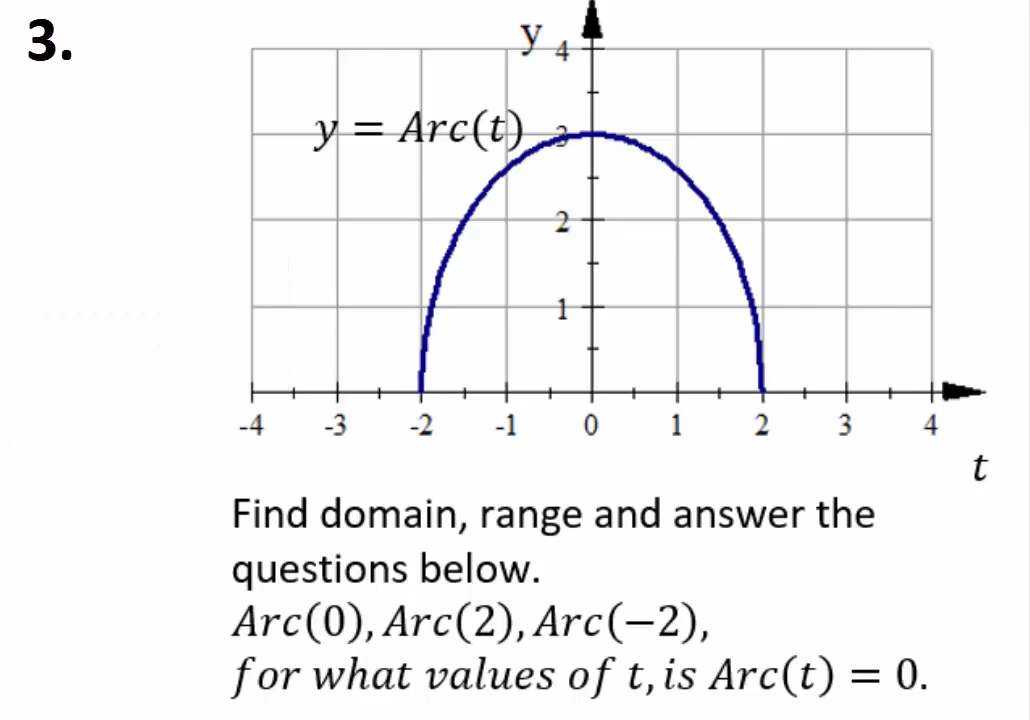 3.
y
4
y = Arc(t)
3
2
1
-4 -3 -2 -1 0 1 2 3 4
t
Find domain, range and answer the
questions below.
Arc(0), Arc(2), Arc(−2),
for what values of t, is Arc(t) = 0.